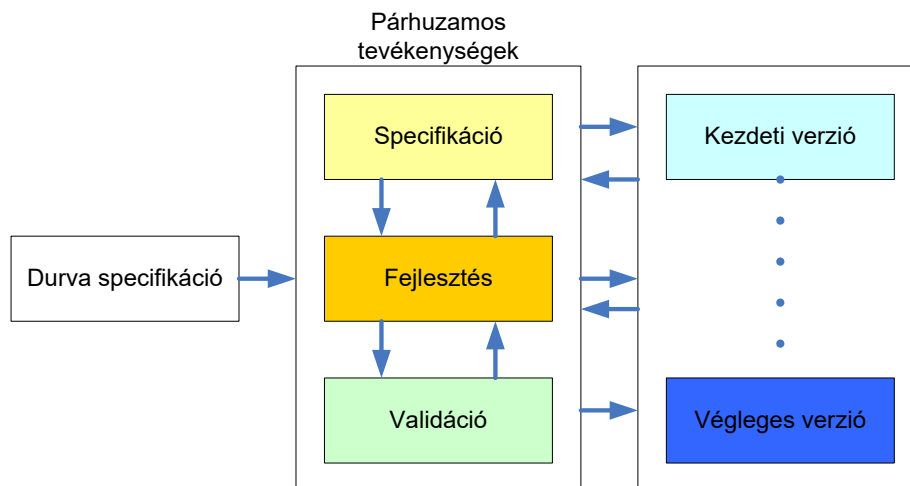 Párhuzamos
tevékenységek
Specifikáció
Kezdeti verzió
Durva specifikáció
Fejlesztés
Validáció
Végleges verzió